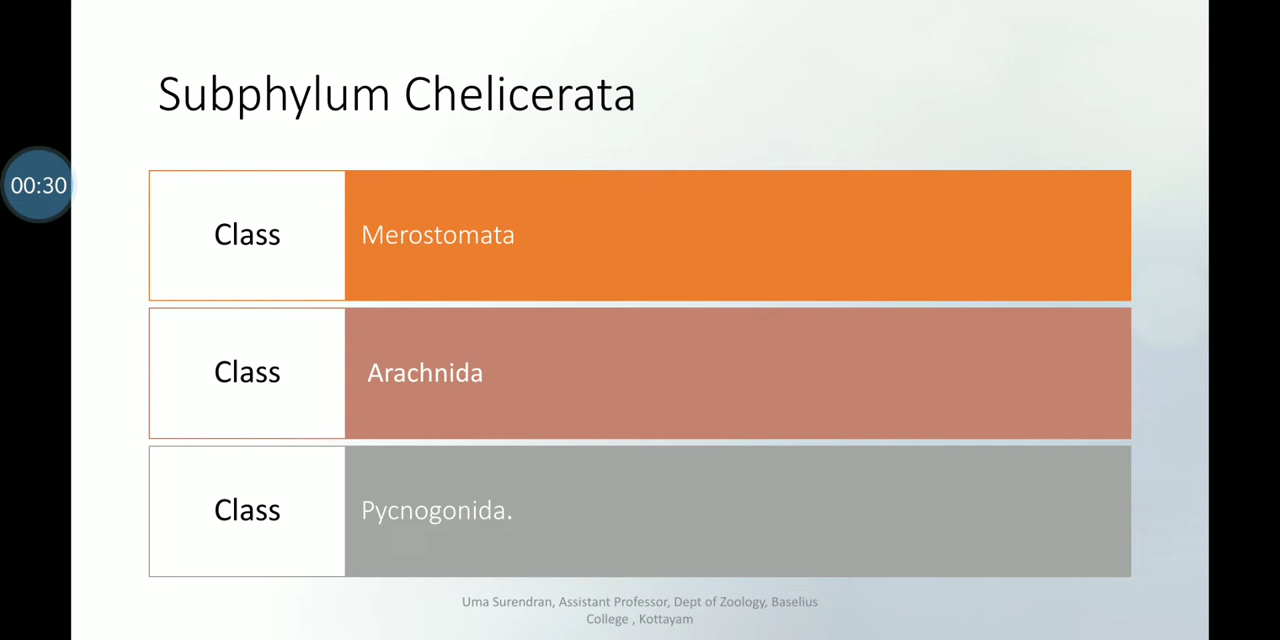 Subphylum Chelicerata
00:30
Class
Merostomata
Class
Arachnida
Class
Pycnogonida.
Uma Surendran, Assistant Professor, Dept of Zoology, Baselius
College , Kottayam